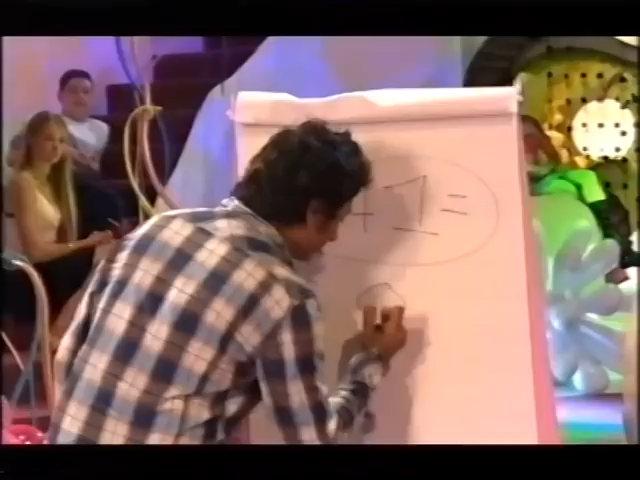 + 1 =